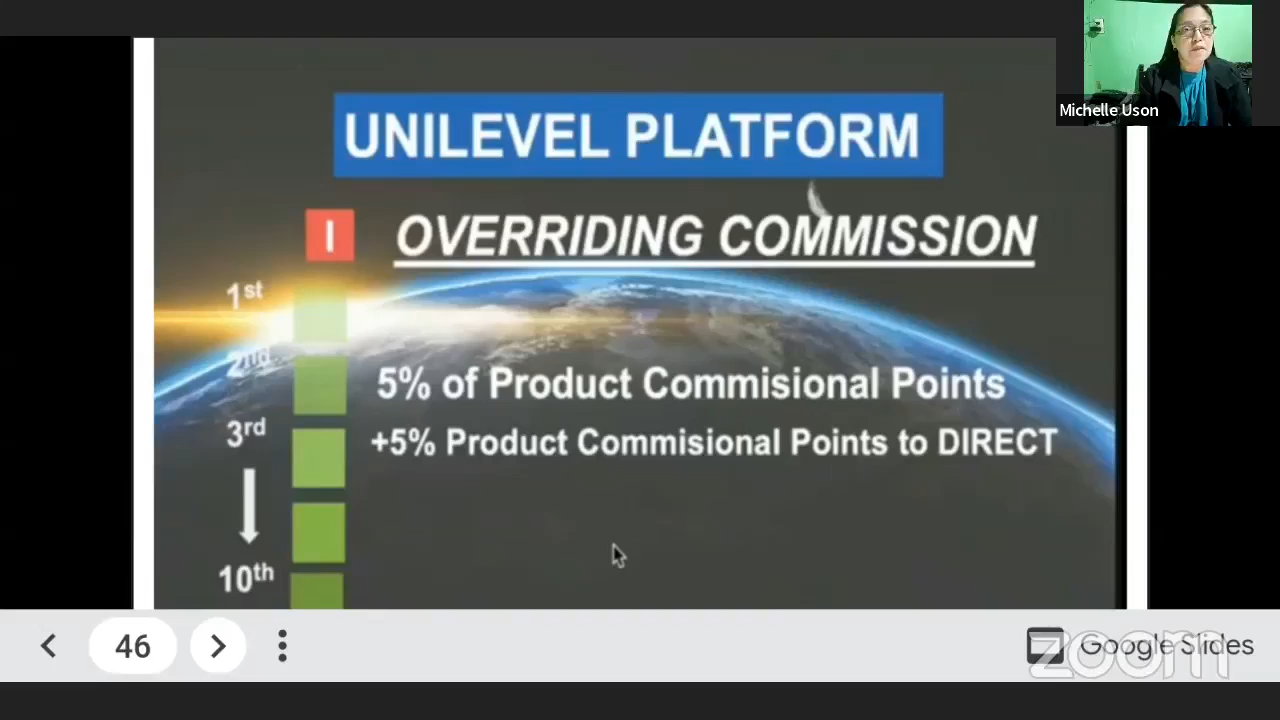 Michelle Uson
UNILEVEL PLATFORM
I OVERRIDING COMMISSION
1st
2nd
5% of Product Commisional Points
3rd
+5% Product Commisional Points to DIRECT
10th
46
Google Slides
zoom